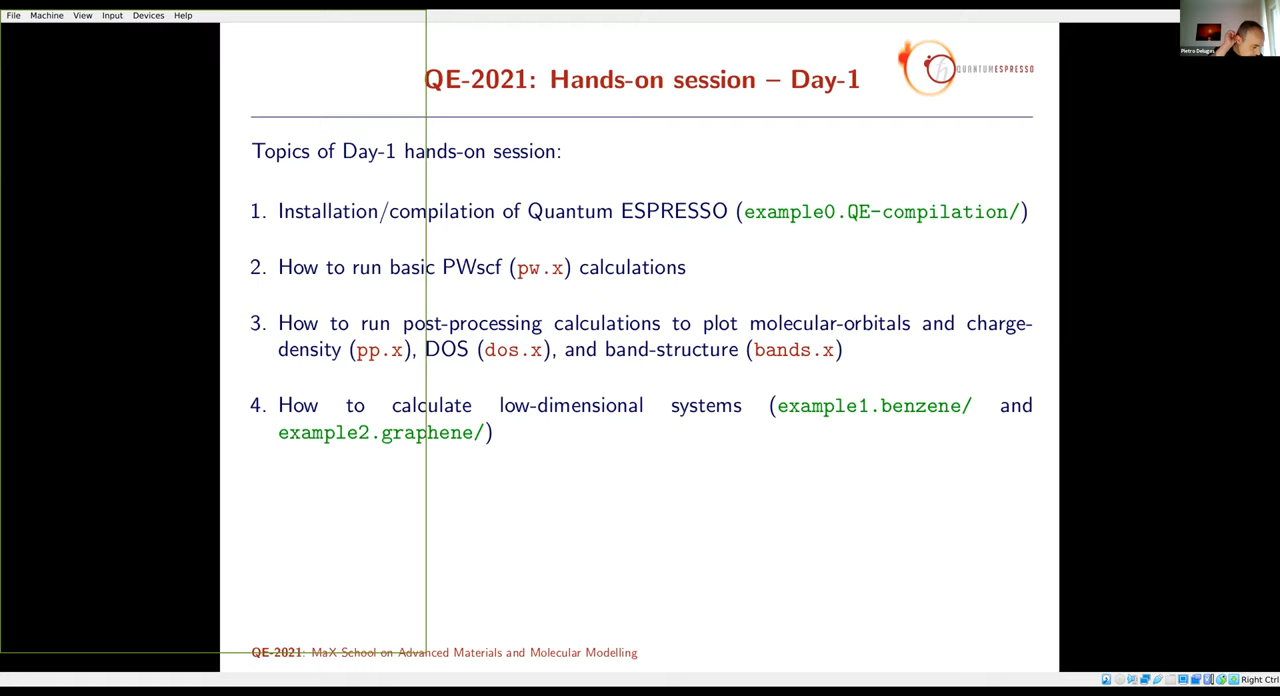 File Machine View Input Devices Help
Pietro Delugas
QE-2021: Hands-on session – Day-1
QUANTUMESPRESSO
Topics of Day-1 hands-on session:
1. Installation/compilation of Quantum ESPRESSO (example0.QE-compilation/)
2. How to run basic PWscf (pw.x) calculations
3. How to run post-processing calculations to plot molecular-orbitals and charge-
density (pp.x), DOS (dos.x), and band-structure (bands.x)
4. How to calculate low-dimensional systems (example1.benzene/ and
example2.graphene/)
QE-2021: MaX School on Advanced Materials and Molecular Modelling
Right Ctrl